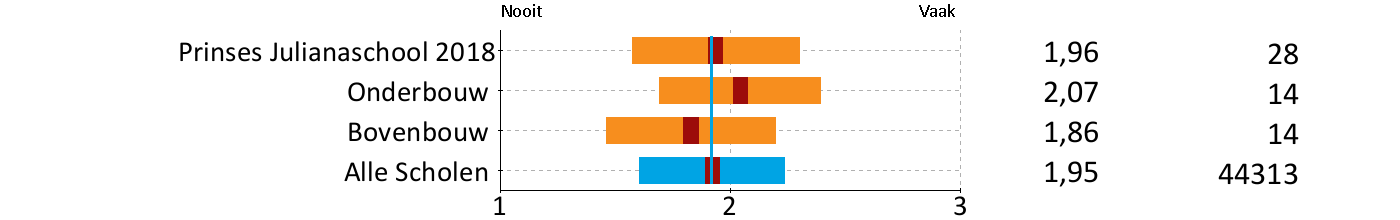 Nooit Vaak
Prinses Julianaschool 2018 1,96 28
Onderbouw 2,07 14
Bovenbouw 1,86 14
Alle Scholen 1,95 44313
1 2 3